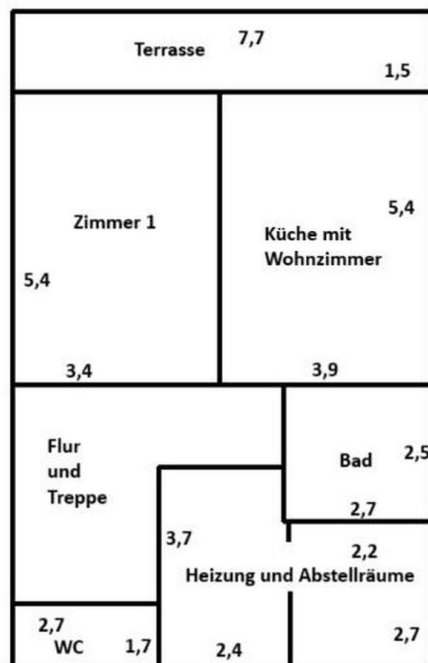 Terrasse
7,7
1,5
Zimmer 1
5,4
3,4
Küche mit
Wohnzimmer
5,4
3,9
Flur
und
Treppe
Bad
2,5
2,7
3,7
2,2
Heizung und Abstellräume
2,7
WC
1,7
2,4
2,7